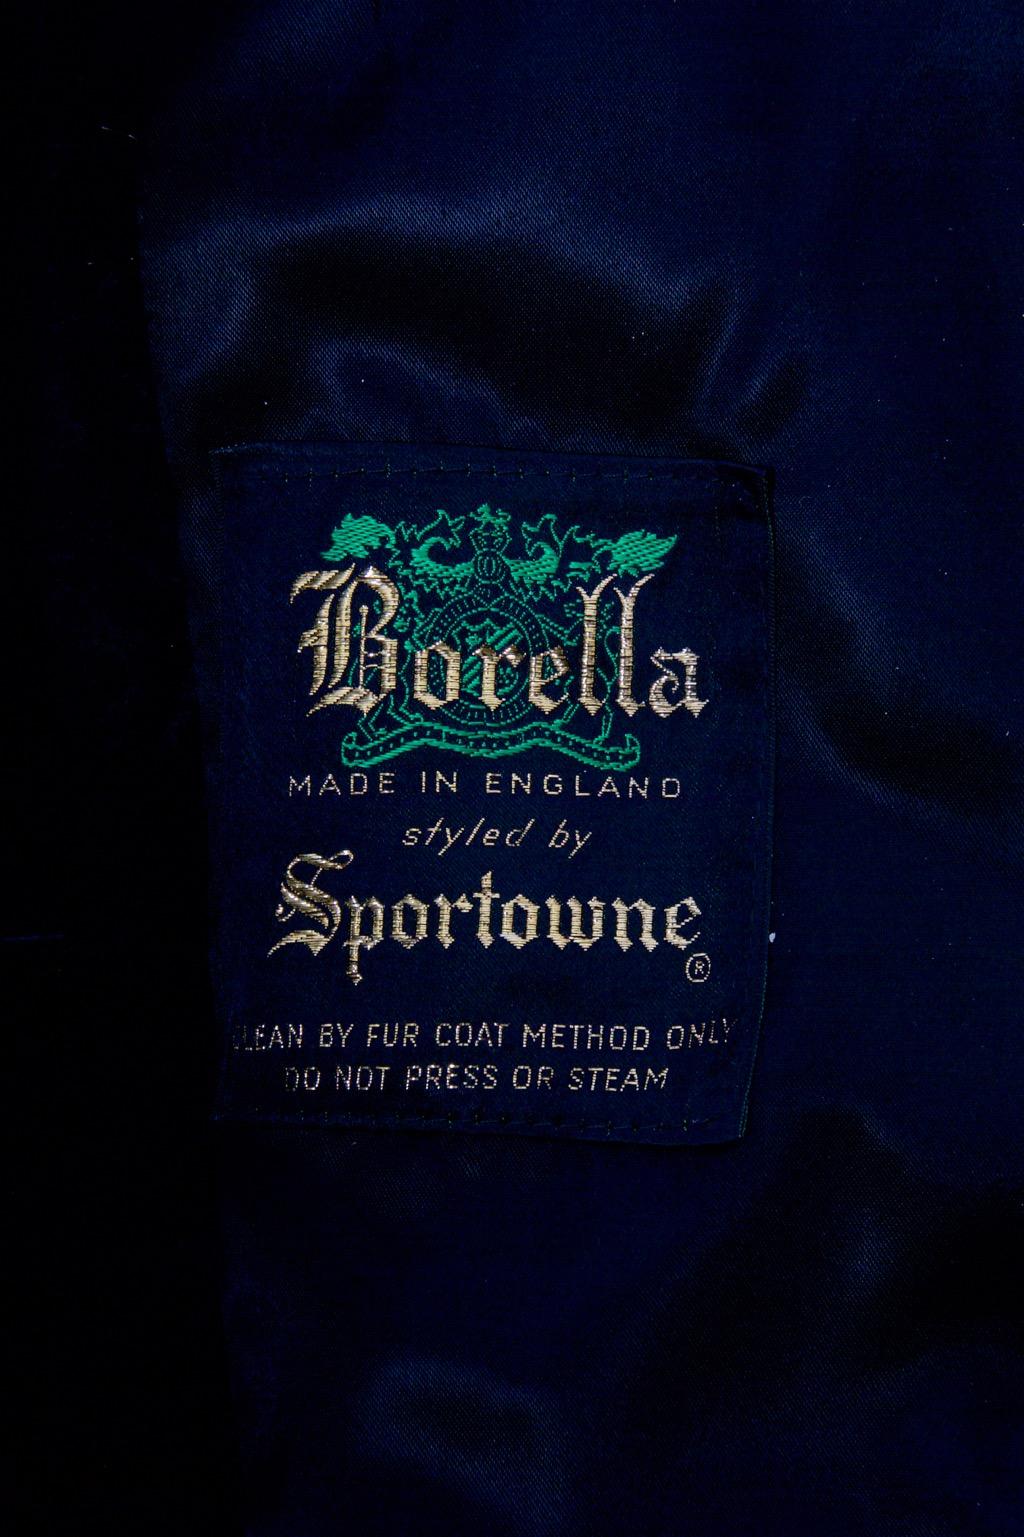 Borella
MADE IN ENGLAND
styled by
Sportowne
®
CLEAN BY FUR COAT METHOD ONLY
DO NOT PRESS OR STEAM